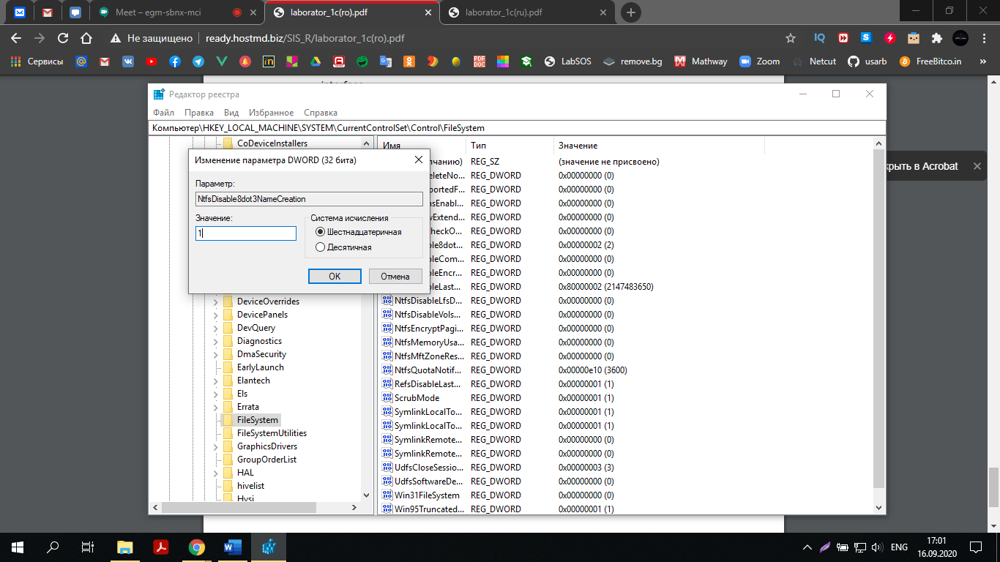 Meet – egm-sbnx-mci
laborator_1c(ro).pdf
laborator_1c(ru).pdf
Не защищено
ready.hostmd.biz/SIS_R/laborator_1c(ro).pdf
Сервисы
LabSOS
remove.bg
Mathway
Zoom
Netcut
usarb
FreeBitco.in
Редактор реестра
Файл Правка Вид Избранное Справка
Компьютер\HKEY_LOCAL_MACHINE\SYSTEM\CurrentControlSet\Control\FileSystem
CoDeviceInstallers
Изменение параметра DWORD (32 бита)
Параметр:
NtfsDisable8dot3NameCreation
Значение:
1
Система исчисления
Шестнадцатеричная
Десятичная
OK
Отмена
DeviceOverrides
DevicePanels
DevQuery
Diagnostics
DmaSecurity
EarlyLaunch
Elantech
Els
Errata
FileSystem
FileSystemUtilities
GraphicsDrivers
GroupOrderList
HAL
hivelist
Hvsi
Имя Тип Значение
лчанию) REG_SZ (значение не присвоено)
eleteNo... REG_DWORD 0x00000000 (0)
portedF... REG_DWORD 0x00000000 (0)
nsEnabl... REG_DWORD 0x00000000 (0)
vExtend... REG_DWORD 0x00000000 (0)
heckO... REG_DWORD 0x00000000 (0)
ble8dot... REG_DWORD 0x00000002 (2)
bleCom... REG_DWORD 0x00000000 (0)
bleEncr... REG_DWORD 0x00000000 (0)
bleLast... REG_DWORD 0x80000002 (2147483650)
NtfsDisableLfsD... REG_DWORD 0x00000000 (0)
NtfsDisableVols... REG_DWORD 0x00000000 (0)
NtfsEncryptPagi... REG_DWORD 0x00000000 (0)
NtfsMemoryUsa... REG_DWORD 0x00000000 (0)
NtfsMftZoneRes... REG_DWORD 0x00000000 (0)
NtfsQuotaNotif... REG_DWORD 0x00000e10 (3600)
RefsDisableLast... REG_DWORD 0x00000001 (1)
ScrubMode REG_DWORD 0x00000001 (1)
SymlinkLocalTo... REG_DWORD 0x00000001 (1)
SymlinkLocalTo... REG_DWORD 0x00000001 (1)
SymlinkRemote... REG_DWORD 0x00000000 (0)
SymlinkRemote... REG_DWORD 0x00000000 (0)
UdfsCloseSessio... REG_DWORD 0x00000003 (3)
UdfsSoftwareDe... REG_DWORD 0x00000000 (0)
Win31FileSystem REG_DWORD 0x00000000 (0)
Win95Truncated... REG_DWORD 0x00000001 (1)
крыть в Acrobat
ENG
17:01
16.09.2020